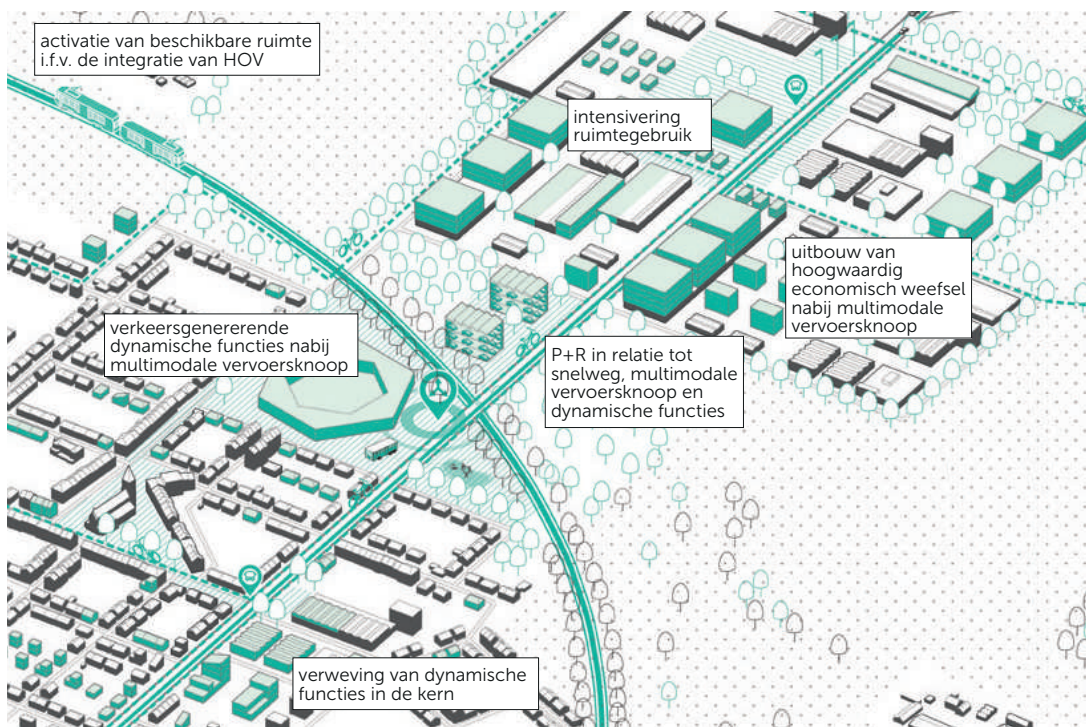 activatie van beschikbare ruimte
i.f.v. de integratie van HOV
intensivering
ruimtegebruik
uitbouw van
hoogwaardig
economisch weefsel
nabij multimodale
vervoersknoop
verkeersgenererende
dynamische functies nabij
multimodale vervoersknoop
P+R in relatie tot
snelweg, multimodale
vervoersknoop en
dynamische functies
verweving van dynamische
functies in de kern